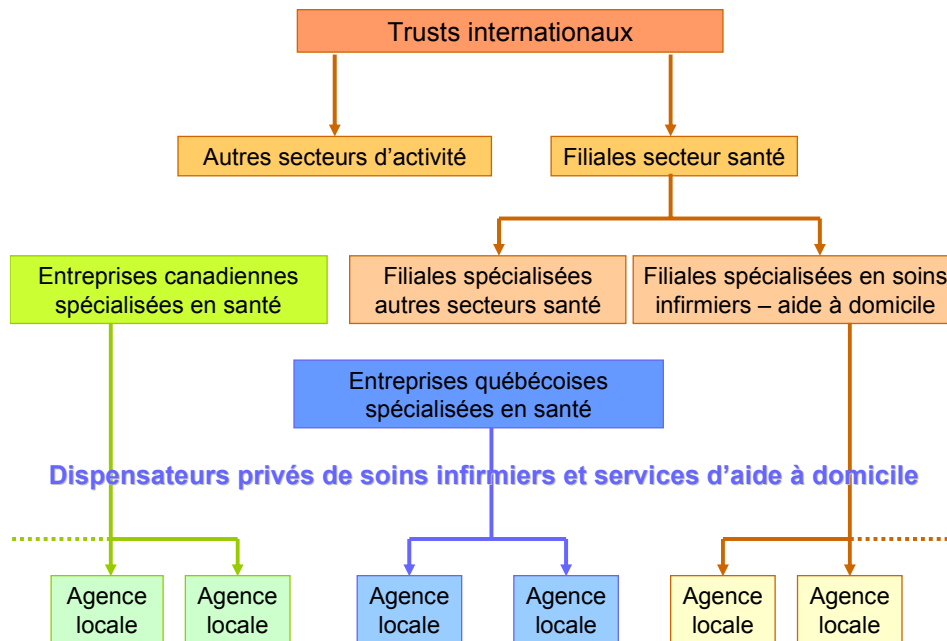 Trusts internationaux
Autres secteurs d'activité
Filiales secteur santé
Entreprises canadiennes
spécialisées en santé
Filiales spécialisées
autres secteurs santé
Filiales spécialisées en soins
infirmiers – aide à domicile
Entreprises québécoises
spécialisées en santé
Dispensateurs privés de soins infirmiers et services d'aide à domicile
Agence
locale
Agence
locale
Agence
locale
Agence
locale
Agence
locale
Agence
locale